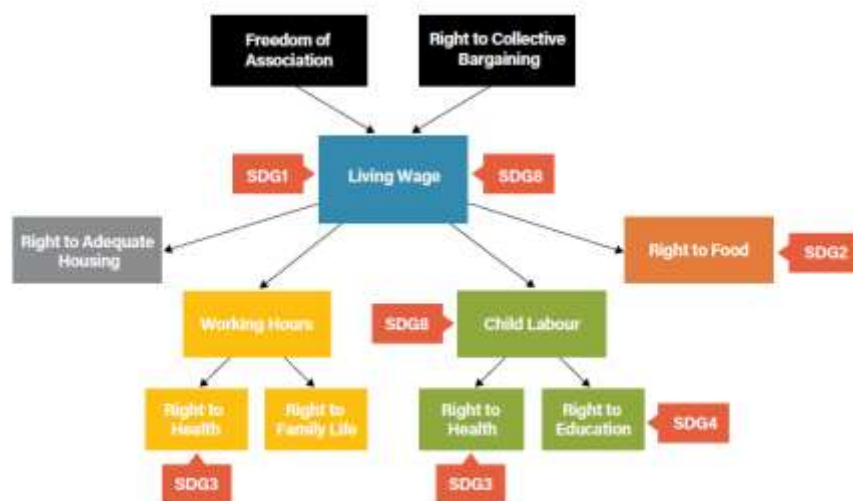 Freedom of
Association
Right to Collective
Bargaining
SDG1
Living Wage
SDG8
Right to Adequate
Housing
Right to Food
SDG2
Working Hours
SDG8
Child Labour
Right to
Health
Right to
Family Life
Right to
Health
Right to
Education
SDG4
SDG3
SDG3